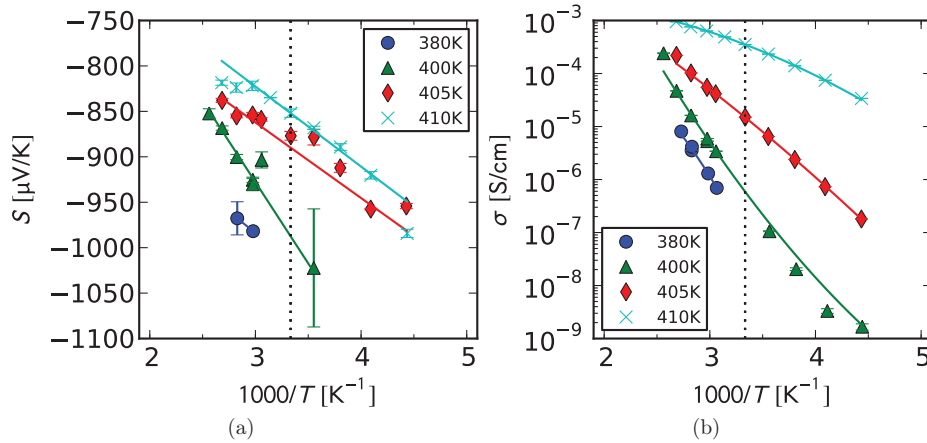 (a)
−750
−800
−850
−900
−950
−1000
−1050
−1100
S [μV/K]
2 3 4 5
1000/T [K⁻¹]
380K
400K
405K
410K
(a)
10⁻³
10⁻⁴
10⁻⁵
10⁻⁶
10⁻⁷
10⁻⁸
10⁻⁹
σ [S/cm]
2 3 4 5
1000/T [K⁻¹]
380K
400K
405K
410K
(b)